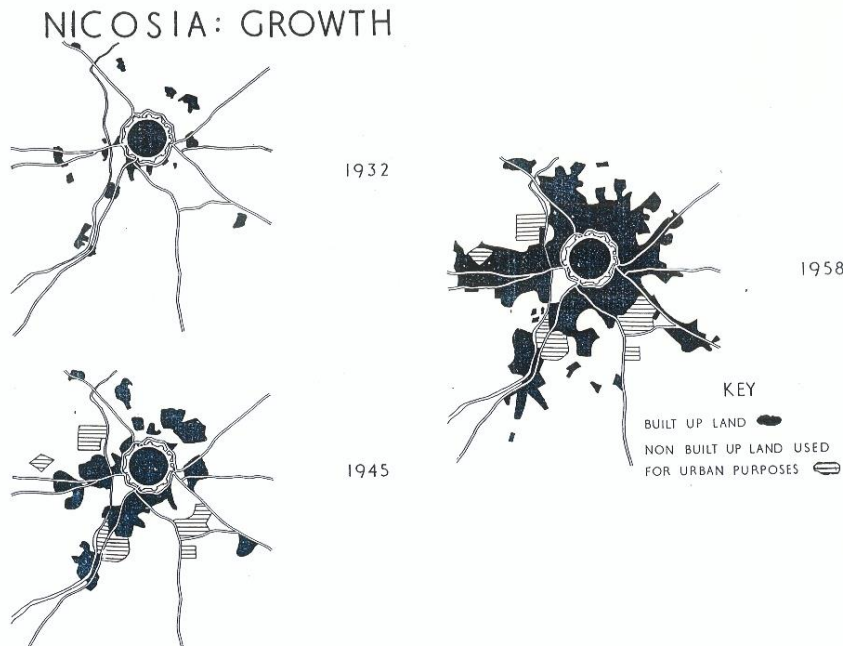 NICOSIA: GROWTH
1932
1958
1945
KEY
BUILT UP LAND
NON BUILT UP LAND USED
FOR URBAN PURPOSES